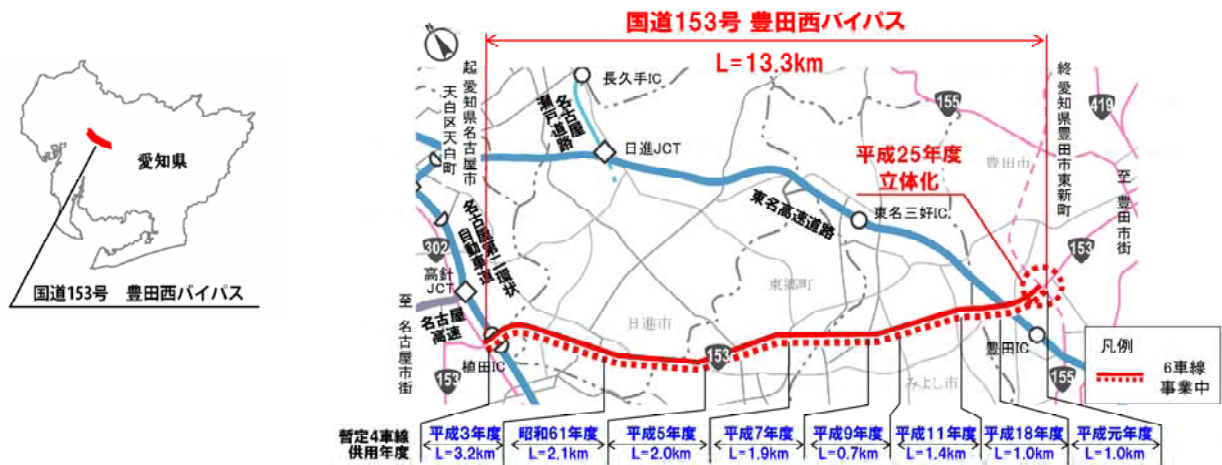 愛知県
国道153号 豊田西バイパス
国道153号 豊田西バイパス
L=13.3km
起 愛知県名古屋市
天白区天白町
終 愛知県豊田市東新町
至 豊田市街
長久手IC
名古屋
瀬戸道路
日進JCT
155
419
豊田市
平成25年度
立体化
東名高速道路
東名三好IC
153
名古屋第二環状
自動車道
302
高針
JCT
東郷町
至 名古屋市街
名古屋
高速
日進市
植田IC
153
153
豊田IC
みよし市
155
凡例
6車線
事業中
暫定4車線
供用年度
平成3年度 昭和61年度 平成5年度 平成7年度 平成9年度 平成11年度 平成18年度 平成元年度
L=3.2km L=2.1km L=2.0km L=1.9km L=0.7km L=1.4km L=1.0km L=1.0km